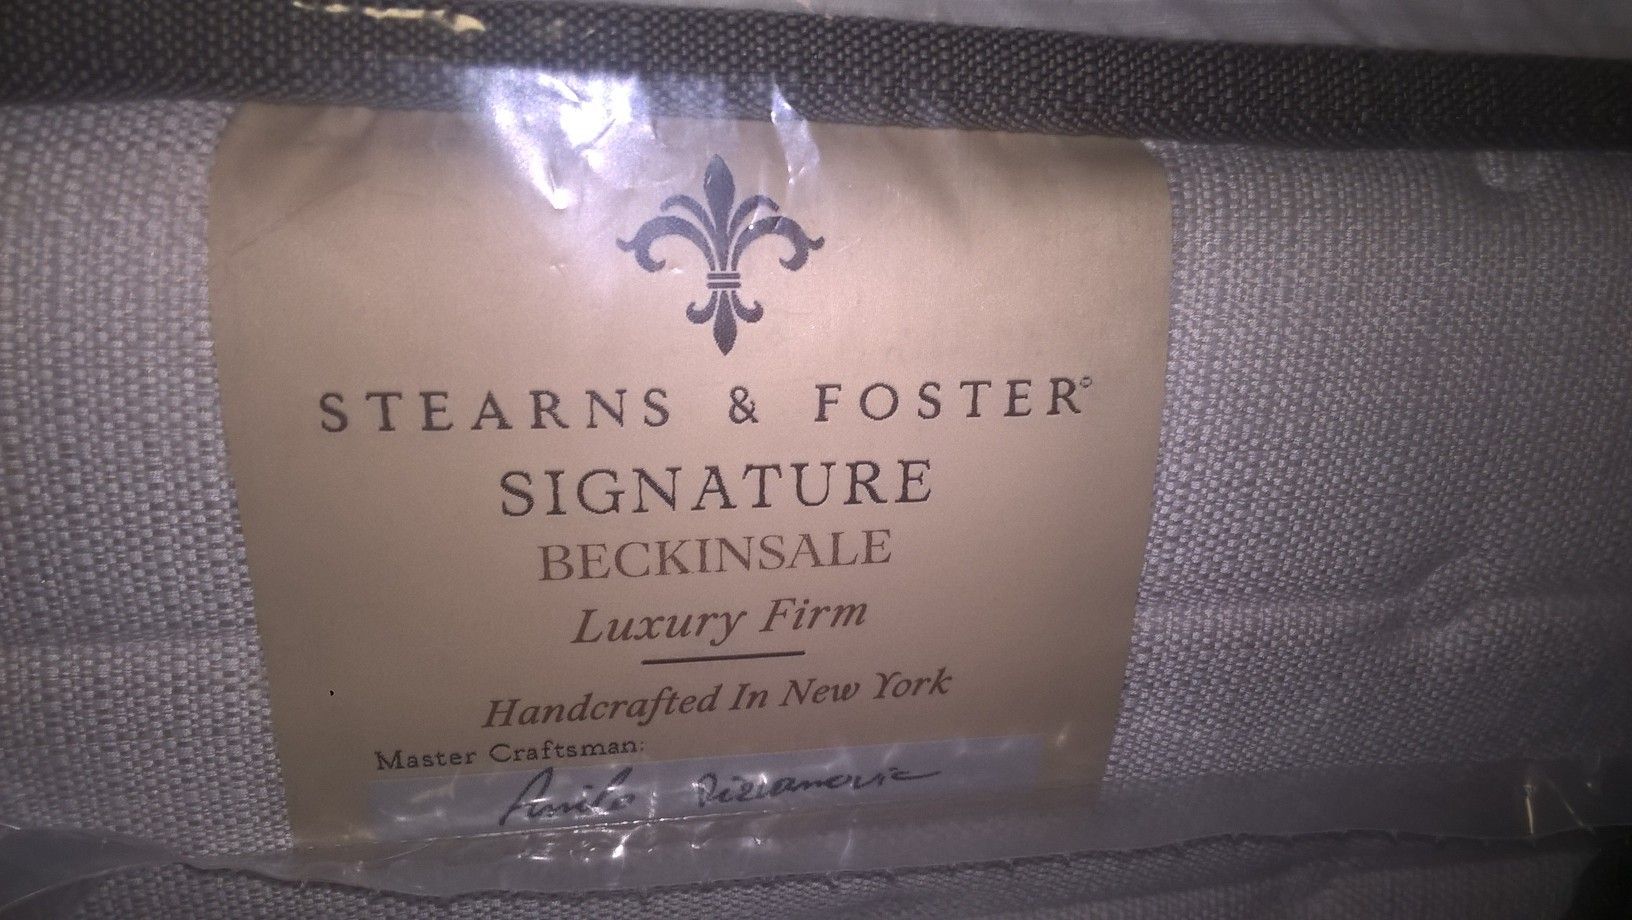 STEARNS & FOSTER®
SIGNATURE
BECKINSALE
Luxury Firm
Handcrafted In New York
Master Craftsman: